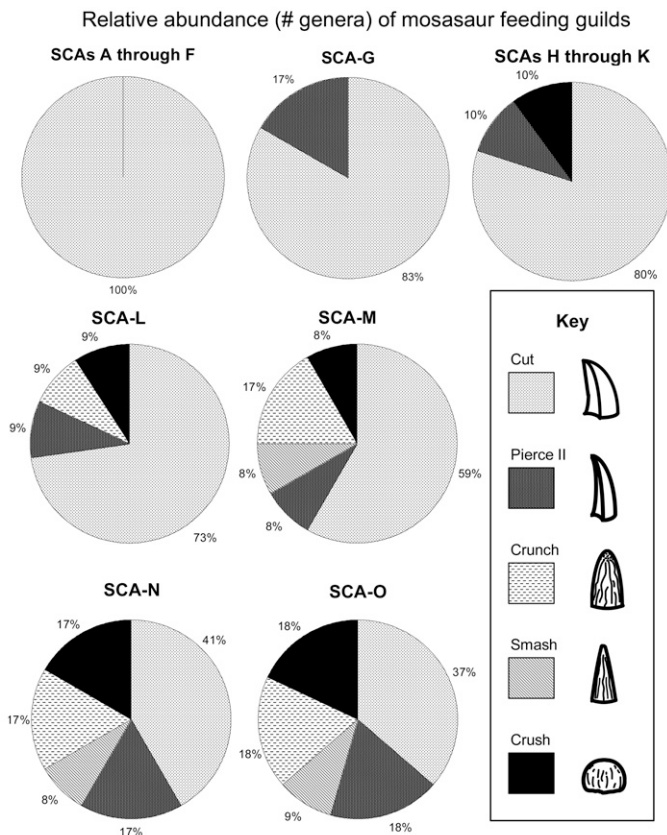 Relative abundance (# genera) of mosasaur feeding guilds
SCAs A through F
100%
SCA-G
17%
83%
SCAs H through K
10%
10%
80%
SCA-L
9%
9%
9%
73%
SCA-M
8%
17%
8%
8%
59%
Key
Cut
Pierce II
Crunch
Smash
Crush
SCA-N
17%
41%
17%
8%
17%
SCA-O
18%
37%
18%
9%
18%